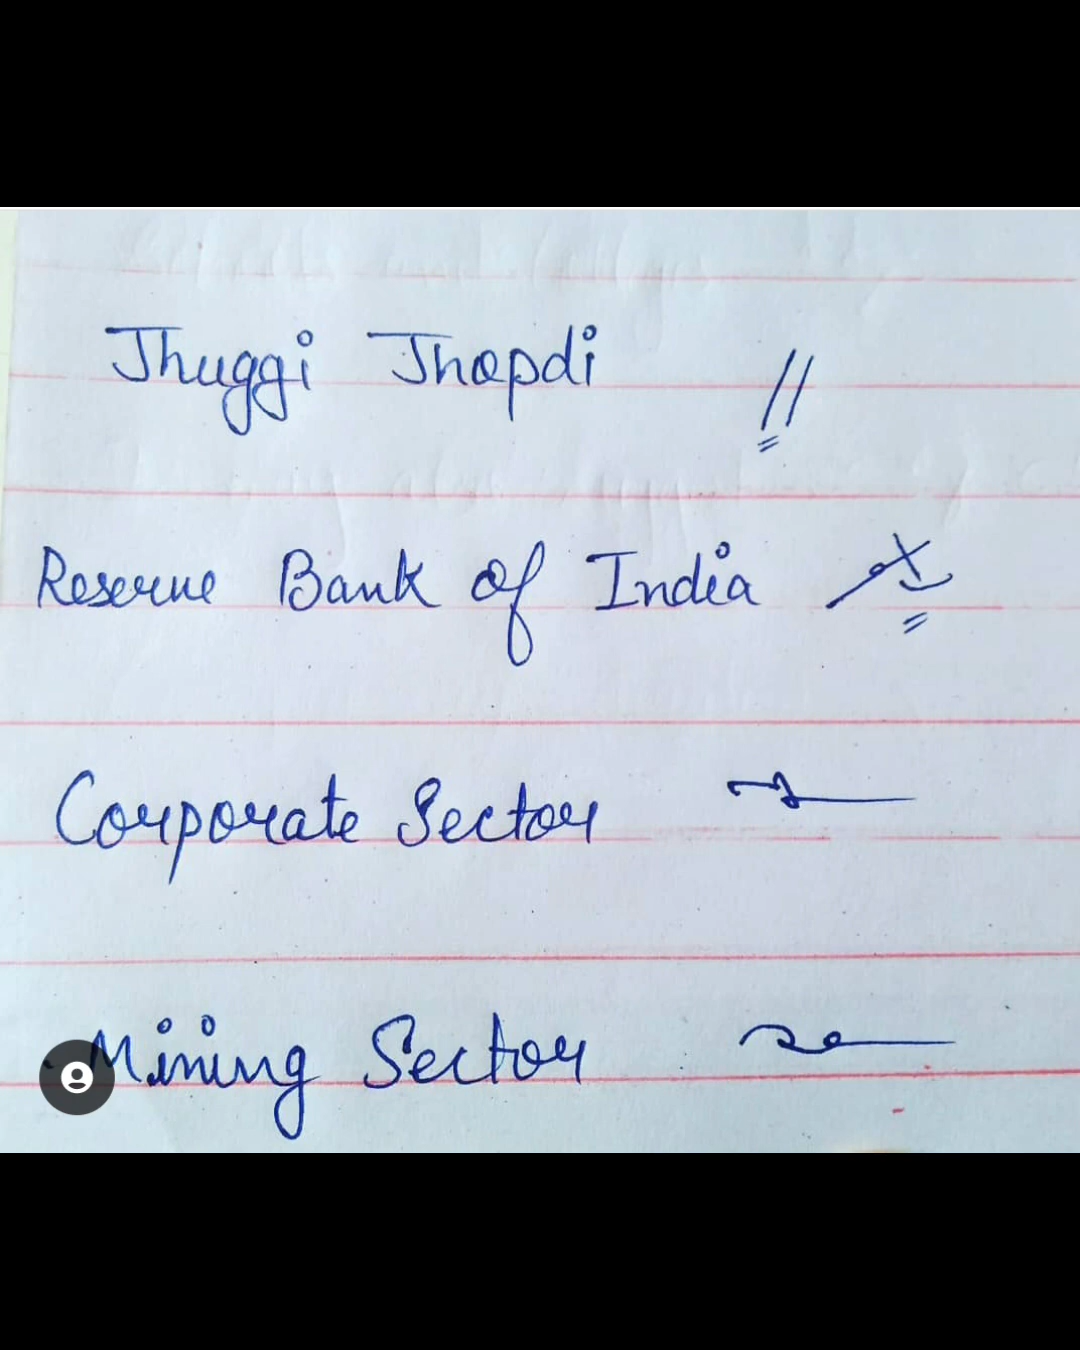 Jhuggi Jhopdi
Reserve Bank of India
Corporate Sector
Mining Sector